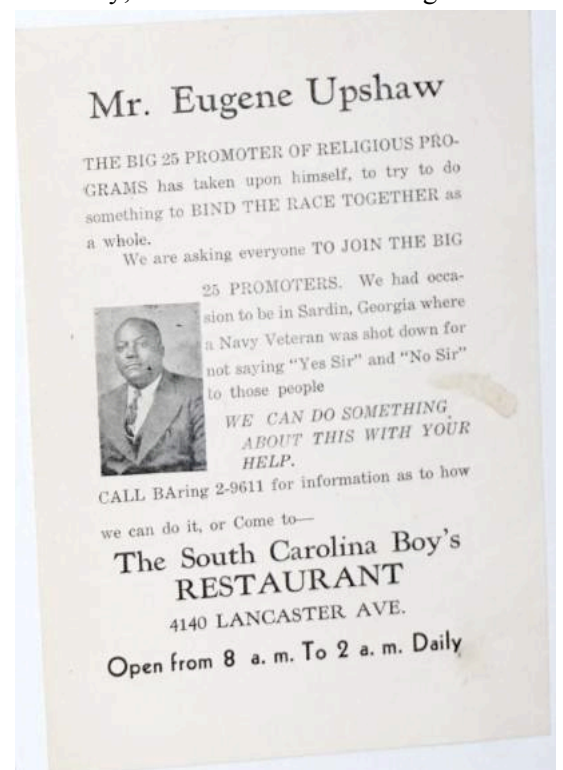 Mr. Eugene Upshaw
THE BIG 25 PROMOTER OF RELIGIOUS PRO-
GRAMS has taken upon himself, to try to do
something to BIND THE RACE TOGETHER as
a whole.
We are asking everyone TO JOIN THE BIG
25 PROMOTERS. We had occa-
sion to be in Sardin, Georgia where
a Navy Veteran was shot down for
not saying "Yes Sir" and "No Sir"
to those people
WE CAN DO SOMETHING
ABOUT THIS WITH YOUR
HELP.
CALL BAring 2-9611 for information as to how
we can do it, or Come to—
The South Carolina Boy's
RESTAURANT
4140 LANCASTER AVE.
Open from 8 a. m. To 2 a. m. Daily